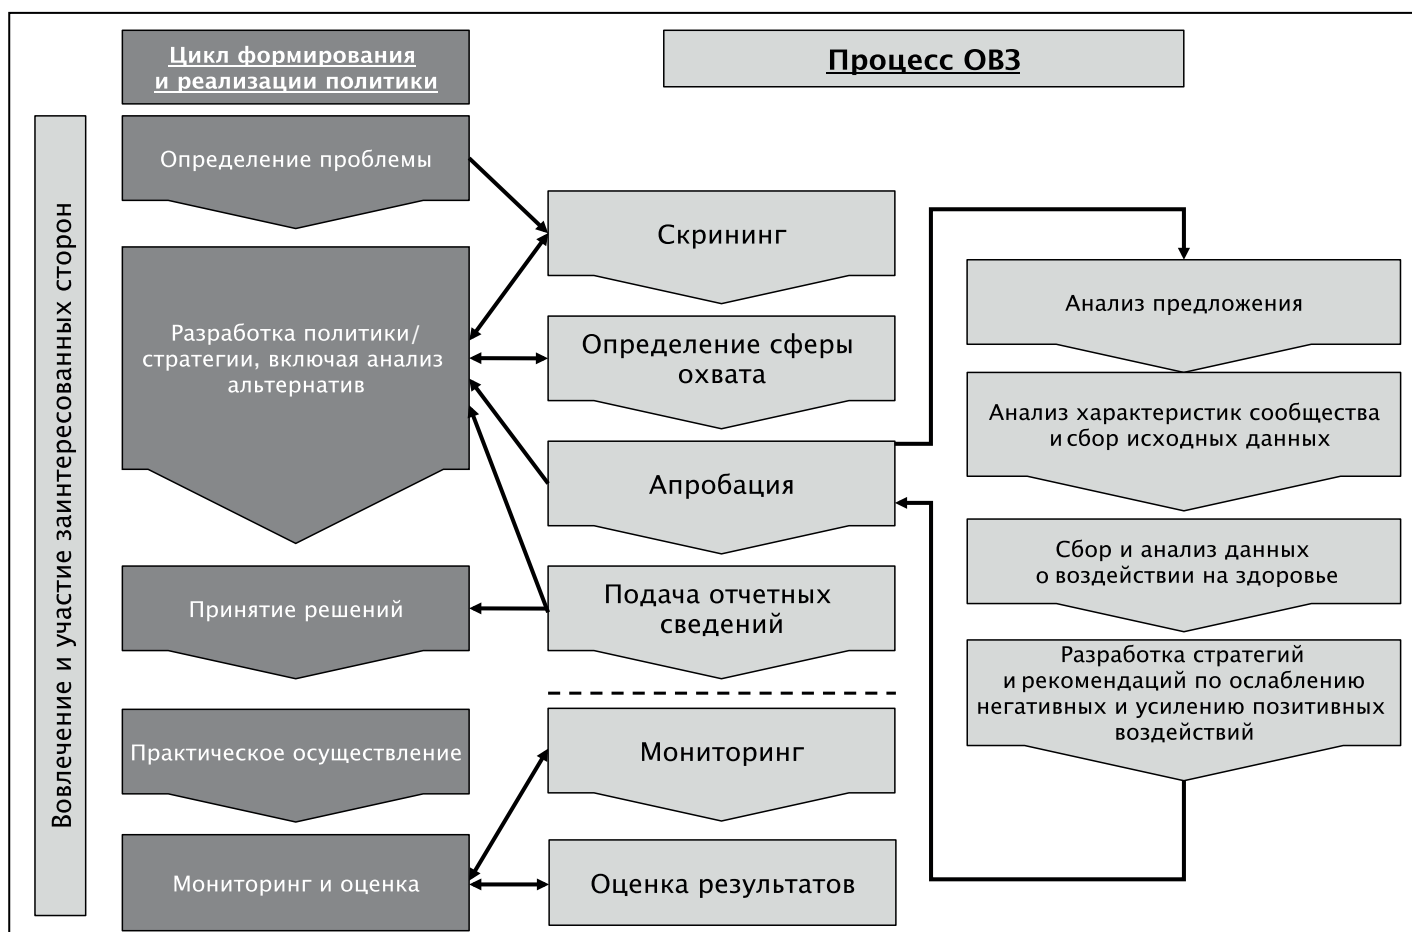 Цикл формирования
и реализации политики
Процесс ОВЗ
Вовлечение и участие заинтересованных сторон
Определение проблемы
Разработка политики/
стратегии, включая анализ
альтернатив
Принятие решений
Практическое осуществление
Мониторинг и оценка
Скрининг
Определение сферы
охвата
Апробация
Подача отчетных
сведений
Мониторинг
Оценка результатов
Анализ предложения
Анализ характеристик сообщества
и сбор исходных данных
Сбор и анализ данных
о воздействии на здоровье
Разработка стратегий
и рекомендаций по ослаблению
негативных и усилению позитивных
воздействий